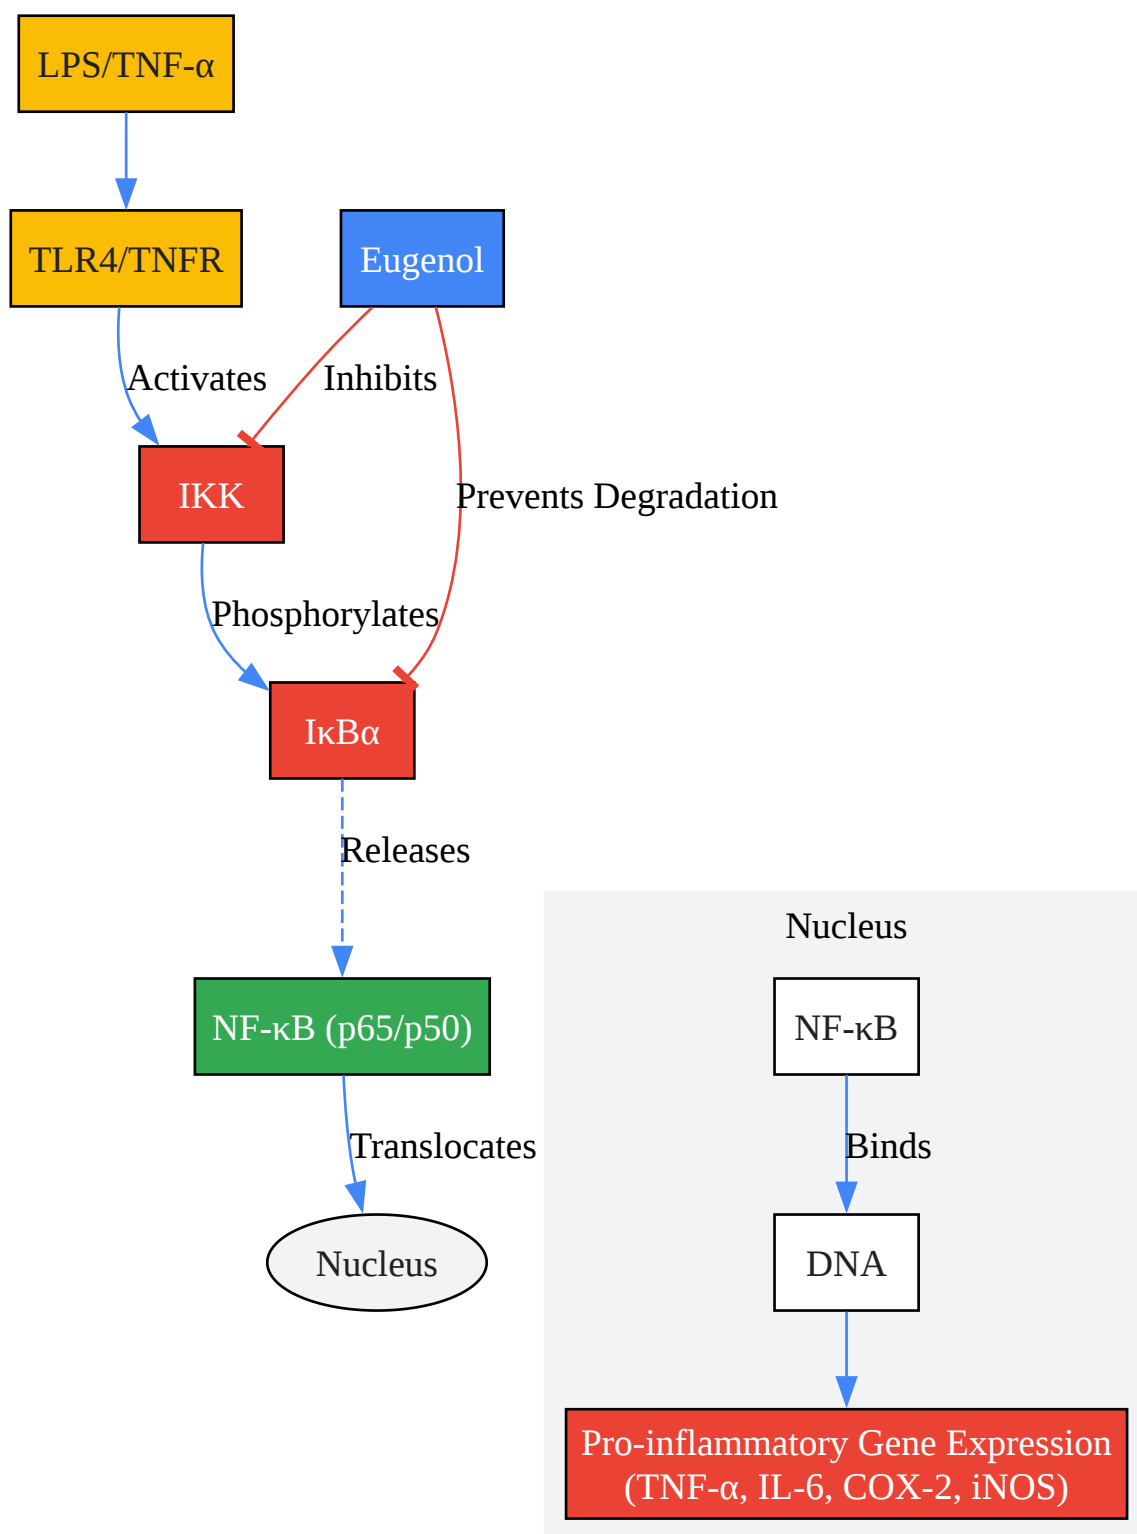 LPS/TNF-α
TLR4/TNFR
Eugenol
Activates
Inhibits
IKK
Prevents Degradation
Phosphorylates
IκBα
Releases
Nucleus
NF-κB (p65/p50)
NF-κB
Translocates
Binds
Nucleus
DNA
Pro-inflammatory Gene Expression
(TNF-α, IL-6, COX-2, iNOS)